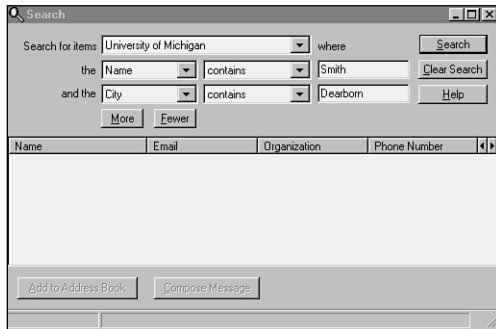 Search
Search for items University of Michigan where Search
the Name contains Smith Clear Search
and the City contains Dearborn Help
More Fewer
Name Email Organization Phone Number
Add to Address Book Compose Message